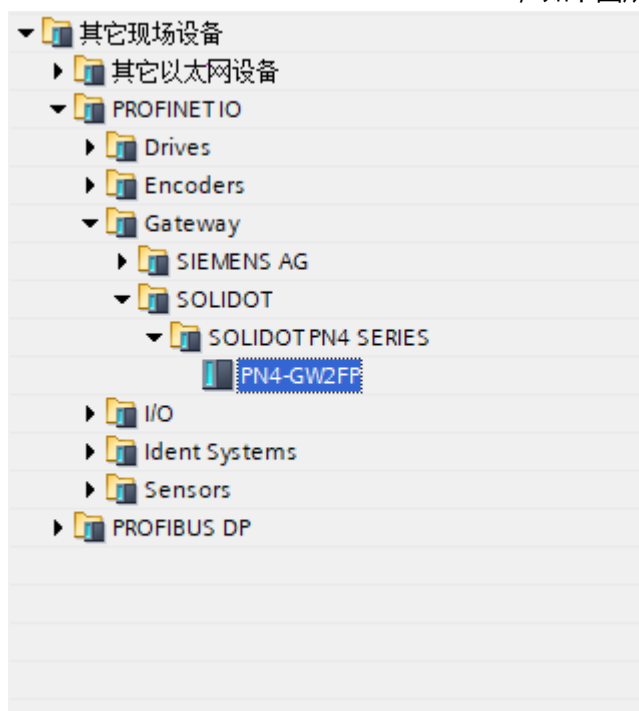 其它现场设备
其它以太网设备
PROFINET IO
Drives
Encoders
Gateway
SIEMENS AG
SOLIDOT
SOLIDOT PN4 SERIES
PN4-GW2FP
I/O
Ident Systems
Sensors
PROFIBUS DP